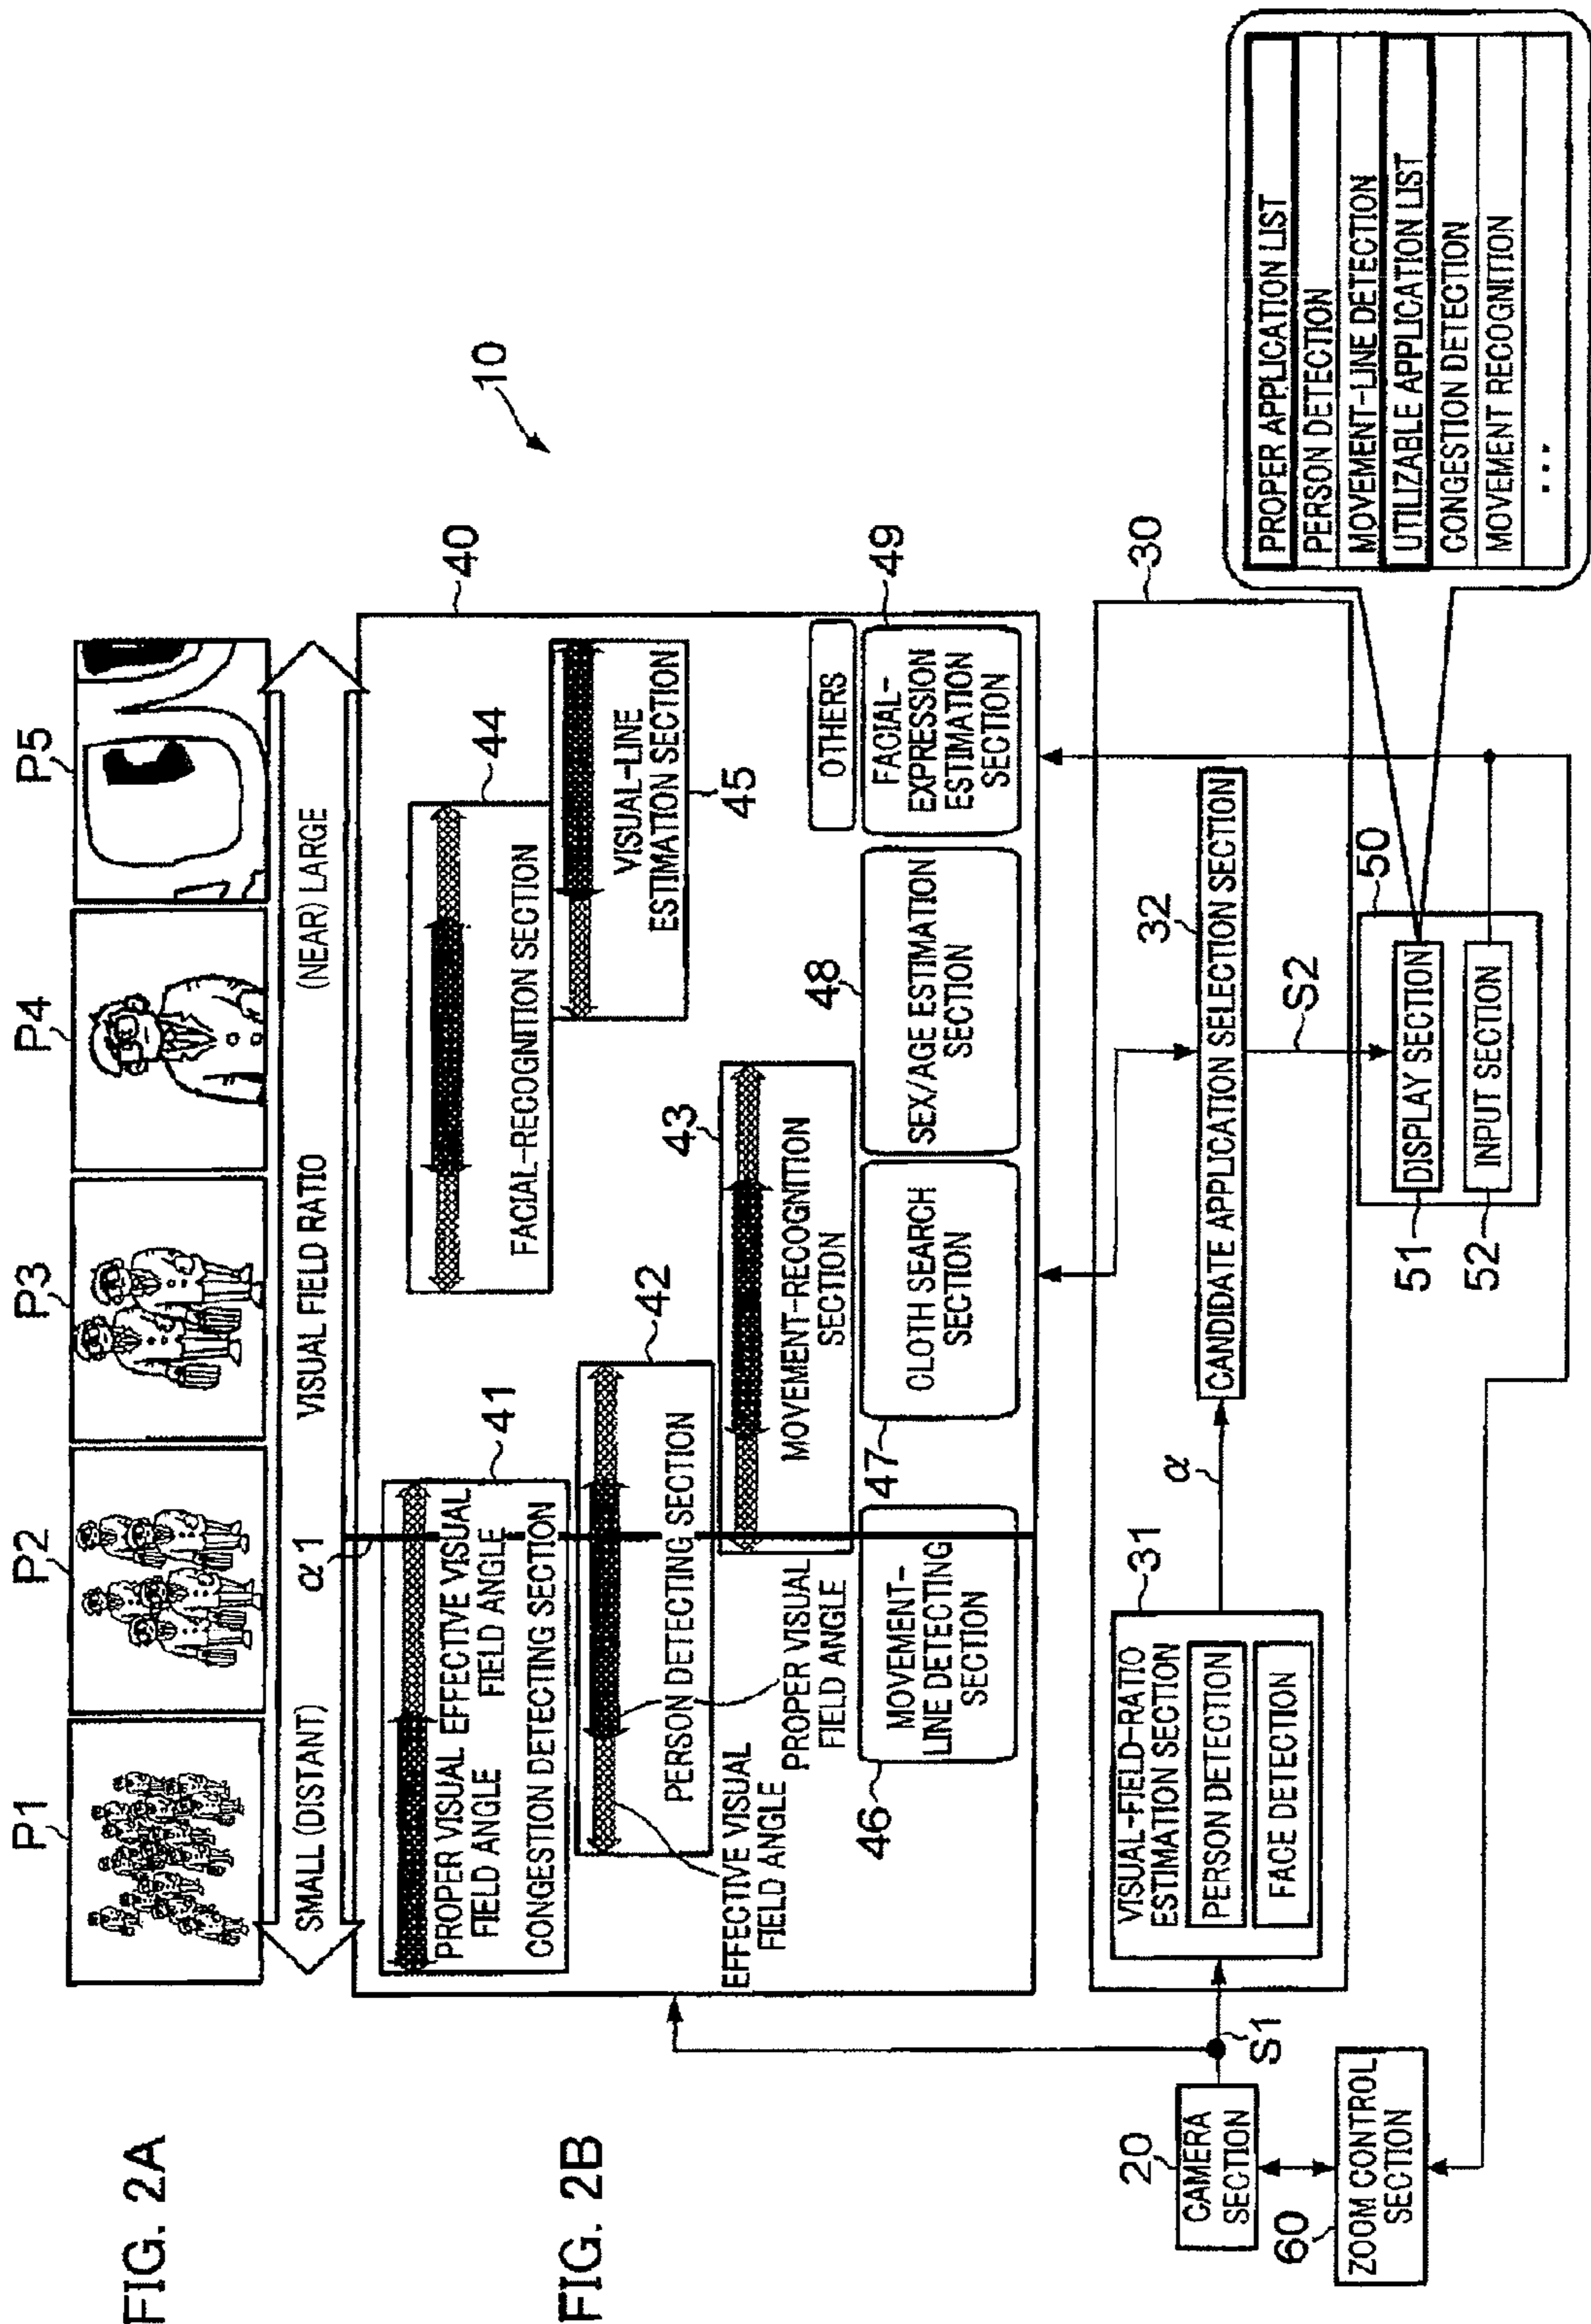 FIG. 2A
P1
P2
P3
P4
P5
SMALL (DISTANT)
α1
VISUAL FIELD RATIO
(NEAR) LARGE
FIG. 2B
10
40
PROPER VISUAL
FIELD ANGLE
EFFECTIVE VISUAL
FIELD ANGLE
CONGESTION DETECTING SECTION
41
PERSON DETECTING SECTION
42
EFFECTIVE VISUAL
FIELD ANGLE
PROPER VISUAL
FIELD ANGLE
MOVEMENT-RECOGNITION
SECTION
43
FACIAL-RECOGNITION SECTION
44
VISUAL-LINE
ESTIMATION SECTION
45
46
MOVEMENT-
LINE DETECTING
SECTION
47
CLOTH SEARCH
SECTION
48
SEX/AGE ESTIMATION
SECTION
OTHERS
49
FACIAL-
EXPRESSION
ESTIMATION
SECTION
30
31
VISUAL-FIELD-RATIO
ESTIMATION SECTION
PERSON DETECTION
FACE DETECTION
α
32
CANDIDATE APPLICATION SELECTION SECTION
S1
S2
20
CAMERA
SECTION
60
ZOOM CONTROL
SECTION
50
51
DISPLAY SECTION
52
INPUT SECTION
PROPER APPLICATION LIST
PERSON DETECTION
MOVEMENT-LINE DETECTION
UTILIZABLE APPLICATION LIST
CONGESTION DETECTION
MOVEMENT RECOGNITION
...